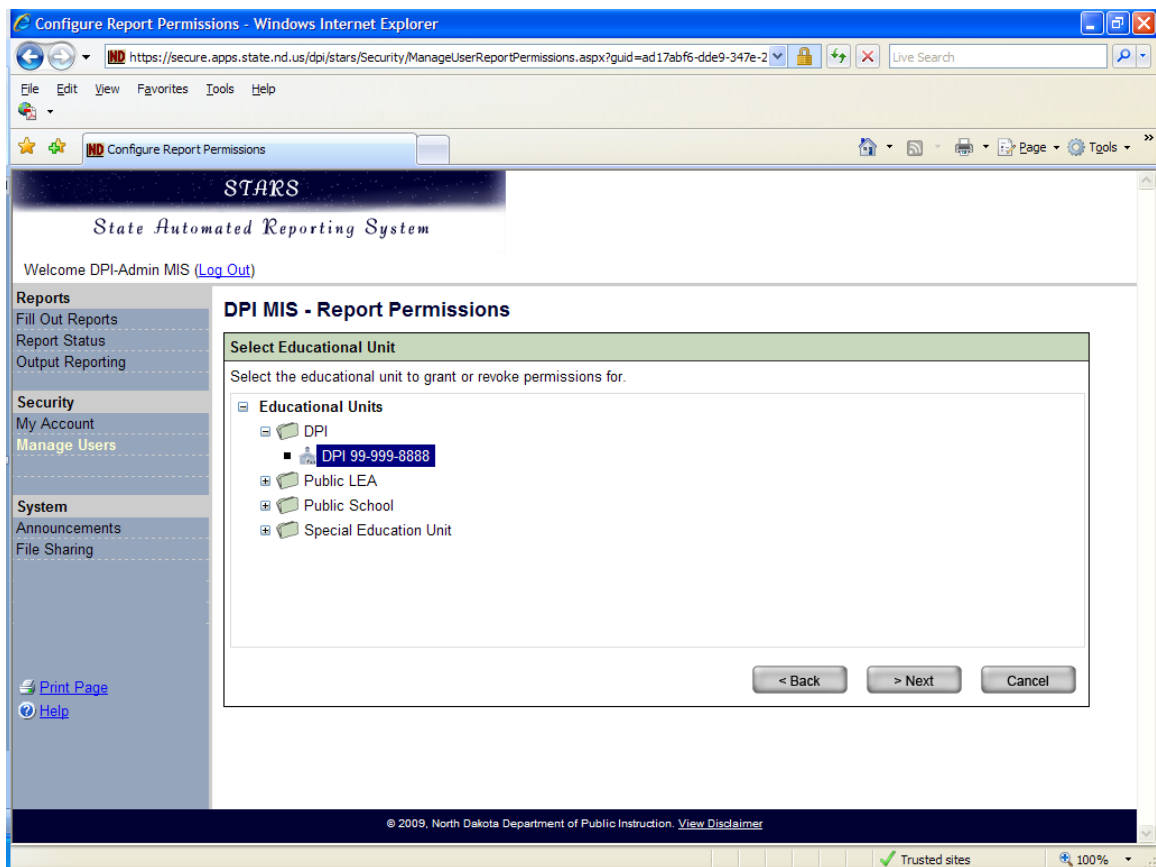 Configure Report Permissions - Windows Internet Explorer
https://secure.apps.state.nd.us/dpi/stars/Security/ManageUserReportPermissions.aspx?guid=ad17abf6-dde9-347e-2
Live Search
File Edit View Favorites Tools Help
Configure Report Permissions
Page Tools »
STARS
State Automated Reporting System
Welcome DPI-Admin MIS (Log Out)
Reports
Fill Out Reports
Report Status
Output Reporting
Security
My Account
Manage Users
System
Announcements
File Sharing
Print Page
Help
DPI MIS - Report Permissions
Select Educational Unit
Select the educational unit to grant or revoke permissions for.
Educational Units
DPI
DPI 99-999-8888
Public LEA
Public School
Special Education Unit
< Back > Next Cancel
© 2009, North Dakota Department of Public Instruction. View Disclaimer
Trusted sites 100%